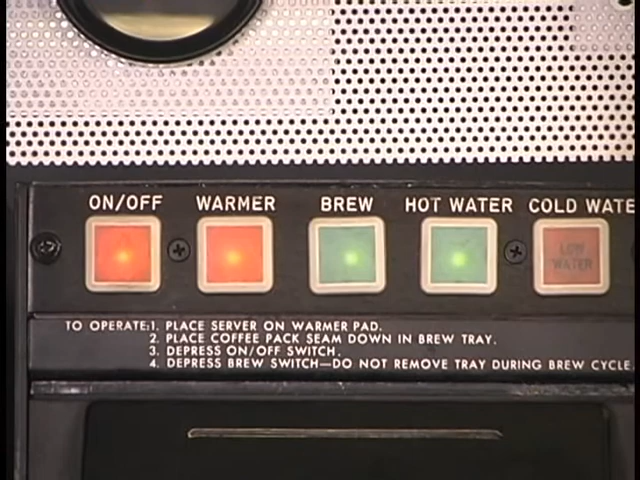 ON/OFF WARMER BREW HOT WATER COLD WATE
LOW
WATER
TO OPERATE: 1. PLACE SERVER ON WARMER PAD.
2. PLACE COFFEE PACK SEAM DOWN IN BREW TRAY.
3. DEPRESS ON/OFF SWITCH.
4. DEPRESS BREW SWITCH—DO NOT REMOVE TRAY DURING BREW CYCLE